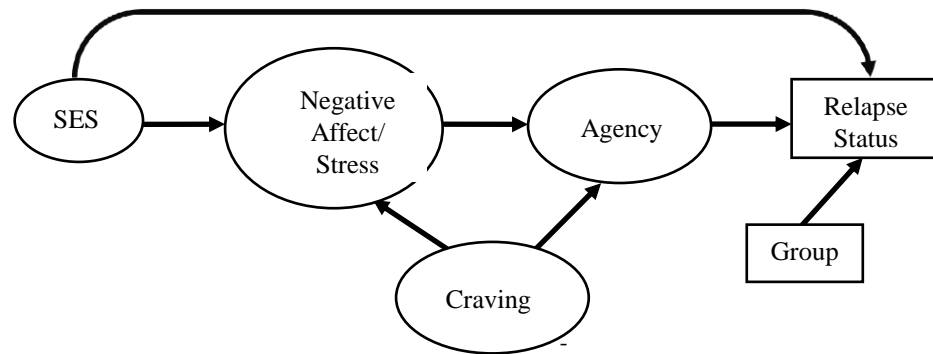 SES
Negative
Affect/
Stress
Agency
Relapse
Status
Group
Craving
-